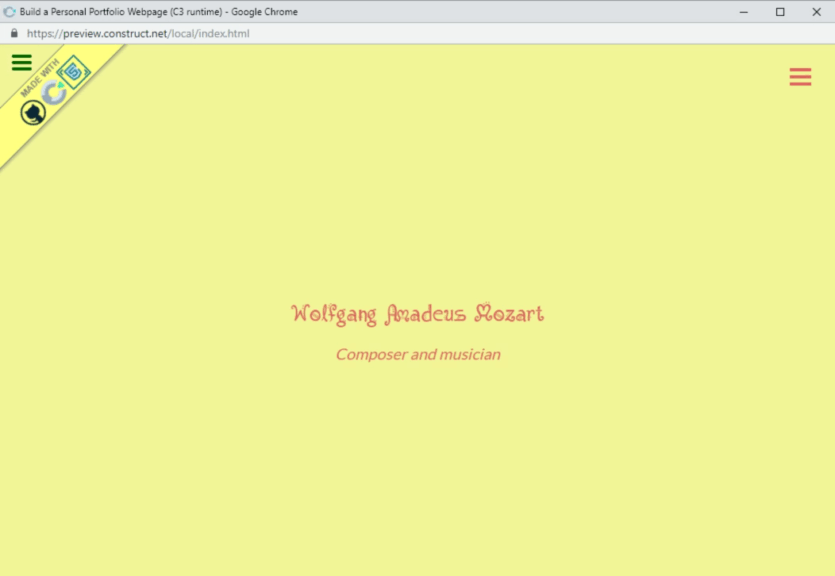 Build a Personal Portfolio Webpage (C3 runtime) - Google Chrome
https://preview.construct.net/local/index.html
MADE WITH
Wolfgang Amadeus Mozart
Composer and musician